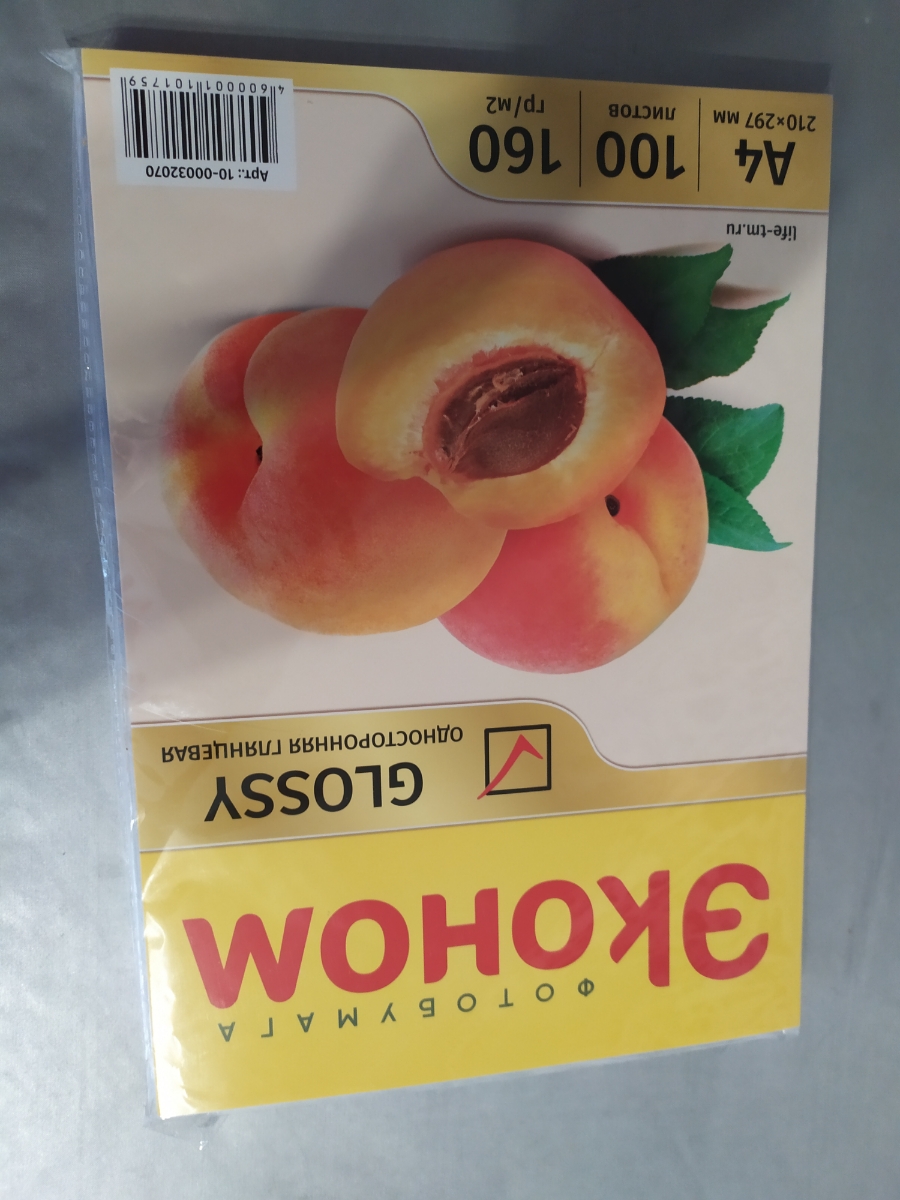 ФОТОБУМАГА
ЭКОНОМ
GLOSSY
ОДНОСТОРОННЯЯ ГЛЯНЦЕВАЯ
life-tm.ru
A4
210×297 мм
100
листов
160
гр/м2
Арт.: 10-00032070
4600001101759